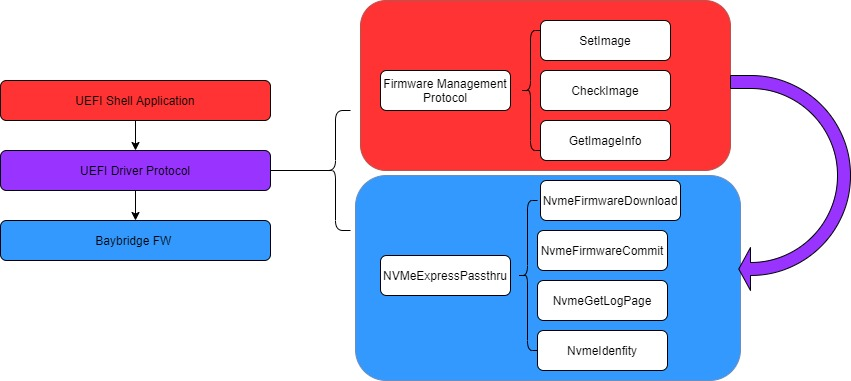 UEFI Shell Application
UEFI Driver Protocol
Baybridge FW
Firmware Management
Protocol
SetImage
CheckImage
GetImageInfo
NVMeExpressPassthru
NvmeFirmwareDownload
NvmeFirmwareCommit
NvmeGetLogPage
NvmeIdenfity